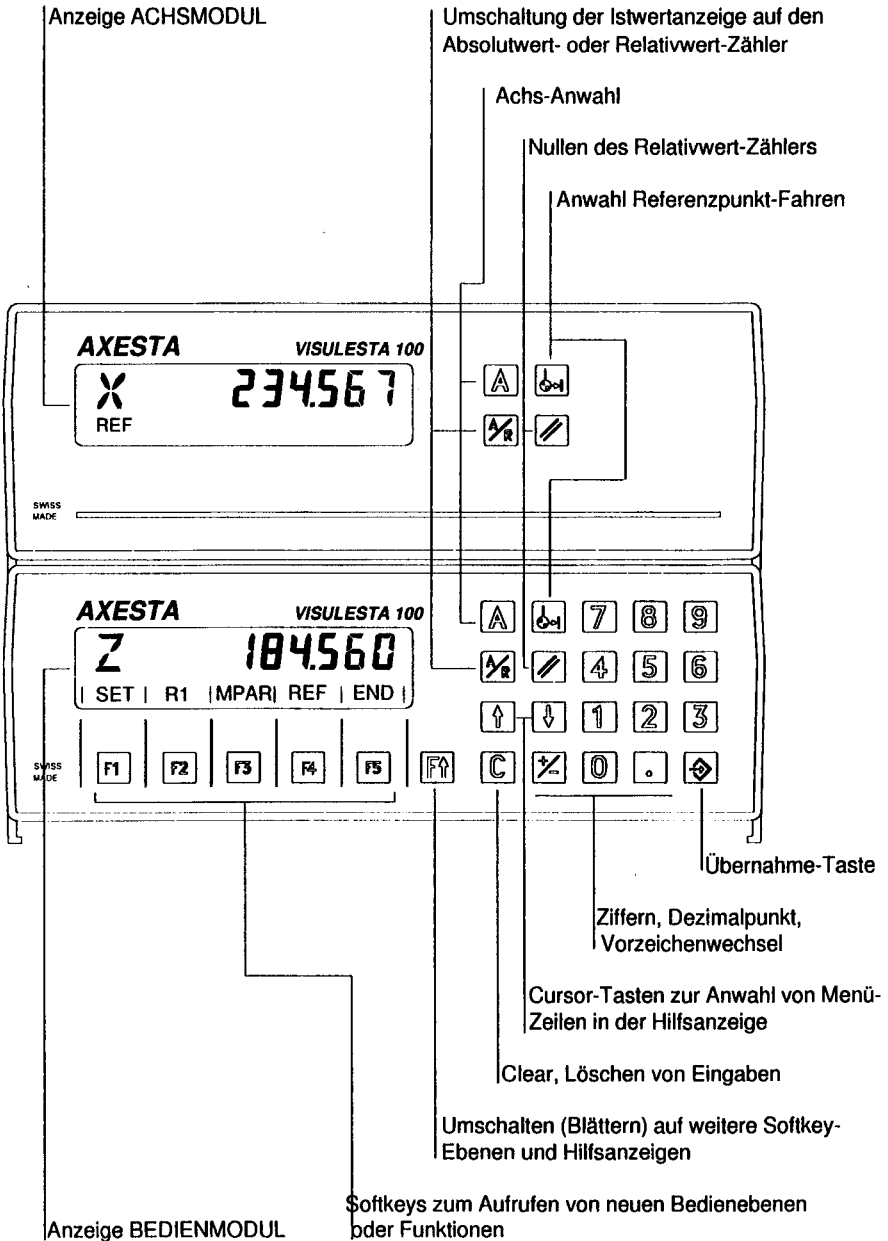 Anzeige ACHSMODUL
Umschaltung der Istwertanzeige auf den
Absolutwert- oder Relativwert-Zähler
Achs-Anwahl
Nullen des Relativwert-Zählers
Anwahl Referenzpunkt-Fahren
AXESTA VISULESTA 100
X 234.567
REF
A
A/R
SWISS
MADE
AXESTA VISULESTA 100
Z 184.560
| SET | R1 | MPAR | REF | END |
A 7 8 9
A/R 4 5 6
↑ ↓ 1 2 3
SWISS
MADE
F1 F2 F3 F4 F5 F↑ C +/- 0 .
Übernahme-Taste
Ziffern, Dezimalpunkt,
Vorzeichenwechsel
Cursor-Tasten zur Anwahl von Menü-
Zeilen in der Hilfsanzeige
Clear, Löschen von Eingaben
Umschalten (Blättern) auf weitere Softkey-
Ebenen und Hilfsanzeigen
Softkeys zum Aufrufen von neuen Bedienebenen
oder Funktionen
Anzeige BEDIENMODUL